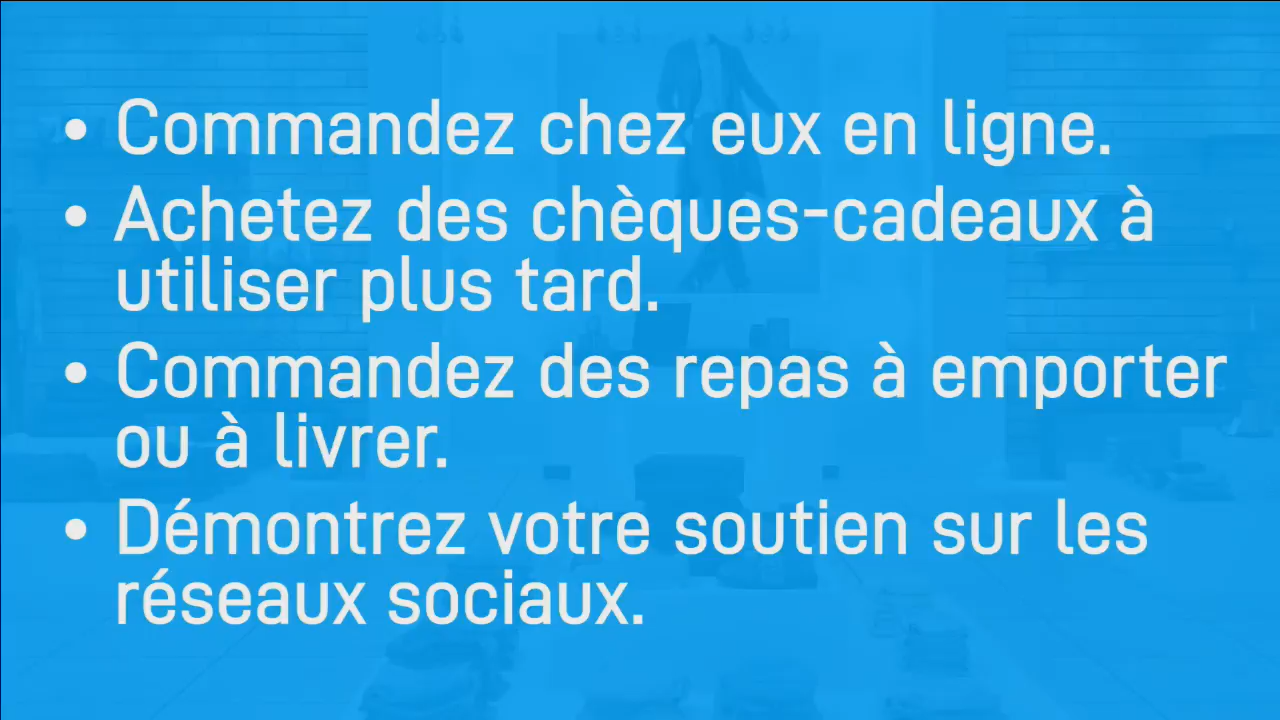 • Commandez chez eux en ligne.
• Achetez des chèques-cadeaux à
utiliser plus tard.
• Commandez des repas à emporter
ou à livrer.
• Démontrez votre soutien sur les
réseaux sociaux.